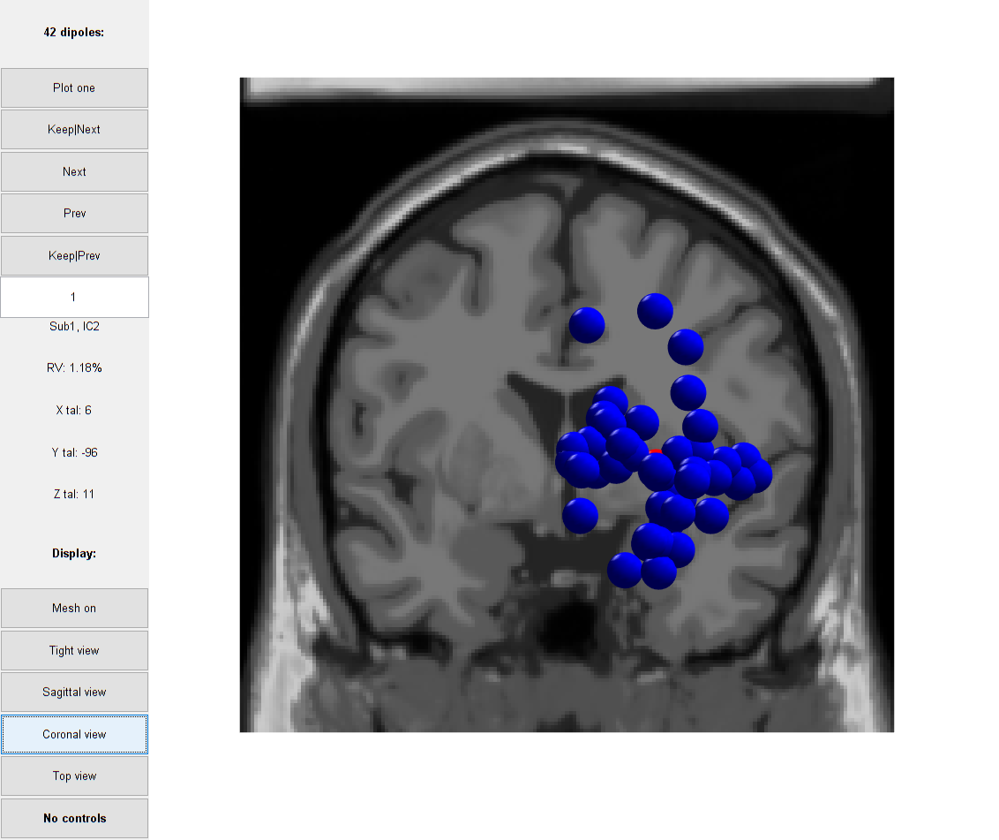 42 dipoles:
Plot one
Keep|Next
Next
Prev
Keep|Prev
1
Sub1, IC2
RV: 1.18%
X tal: 6
Y tal: -96
Z tal: 11
Display:
Mesh on
Tight view
Sagittal view
Coronal view
Top view
No controls